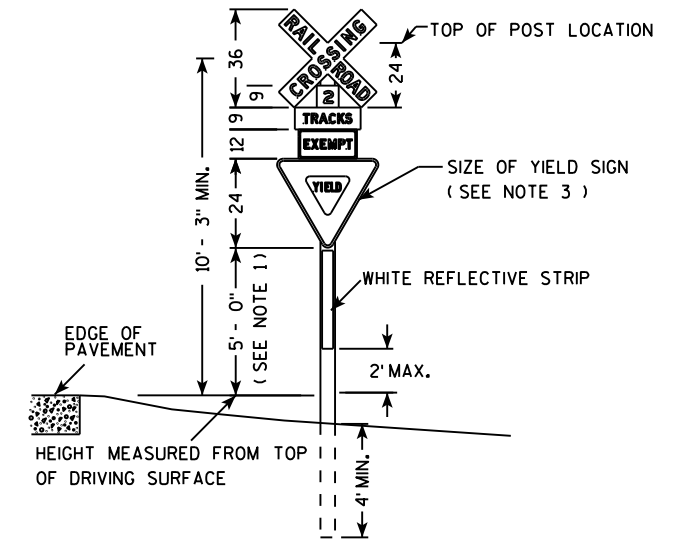 TOP OF POST LOCATION
36
24
RAIL
CROSSING
ROAD
9
2
9
TRACKS
12
EXEMPT
SIZE OF YIELD SIGN
( SEE NOTE 3 )
YIELD
24
10' - 3" MIN.
WHITE REFLECTIVE STRIP
5' - 0"
( SEE NOTE 1 )
EDGE OF
PAVEMENT
2' MAX.
HEIGHT MEASURED FROM TOP
OF DRIVING SURFACE
4' MIN.